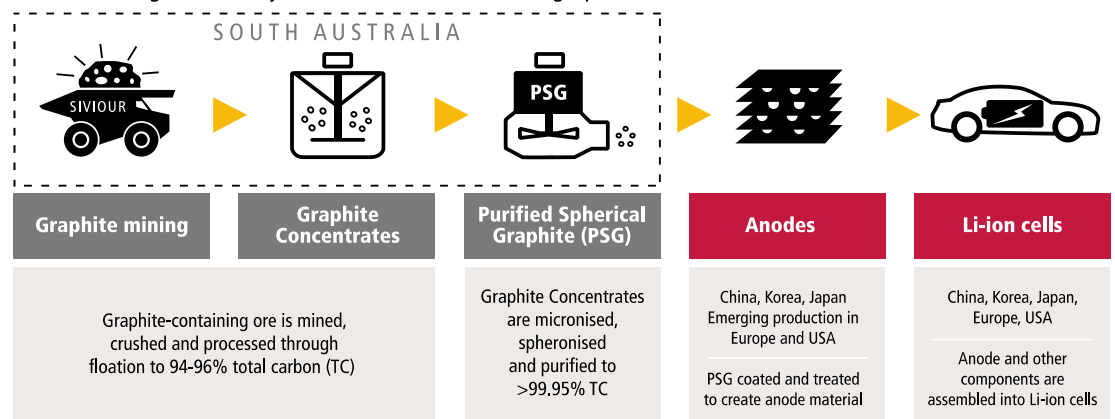 SOUTH AUSTRALIA
SIVIOUR
PSG
Graphite mining
Graphite
Concentrates
Purified Spherical
Graphite (PSG)
Anodes
Li-ion cells
Graphite-containing ore is mined,
crushed and processed through
floation to 94-96% total carbon (TC)
Graphite Concentrates
are micronised,
spheronised
and purified to
>99.95% TC
China, Korea, Japan
Emerging production in
Europe and USA
PSG coated and treated
to create anode material
China, Korea, Japan,
Europe, USA
Anode and other
components are
assembled into Li-ion cells